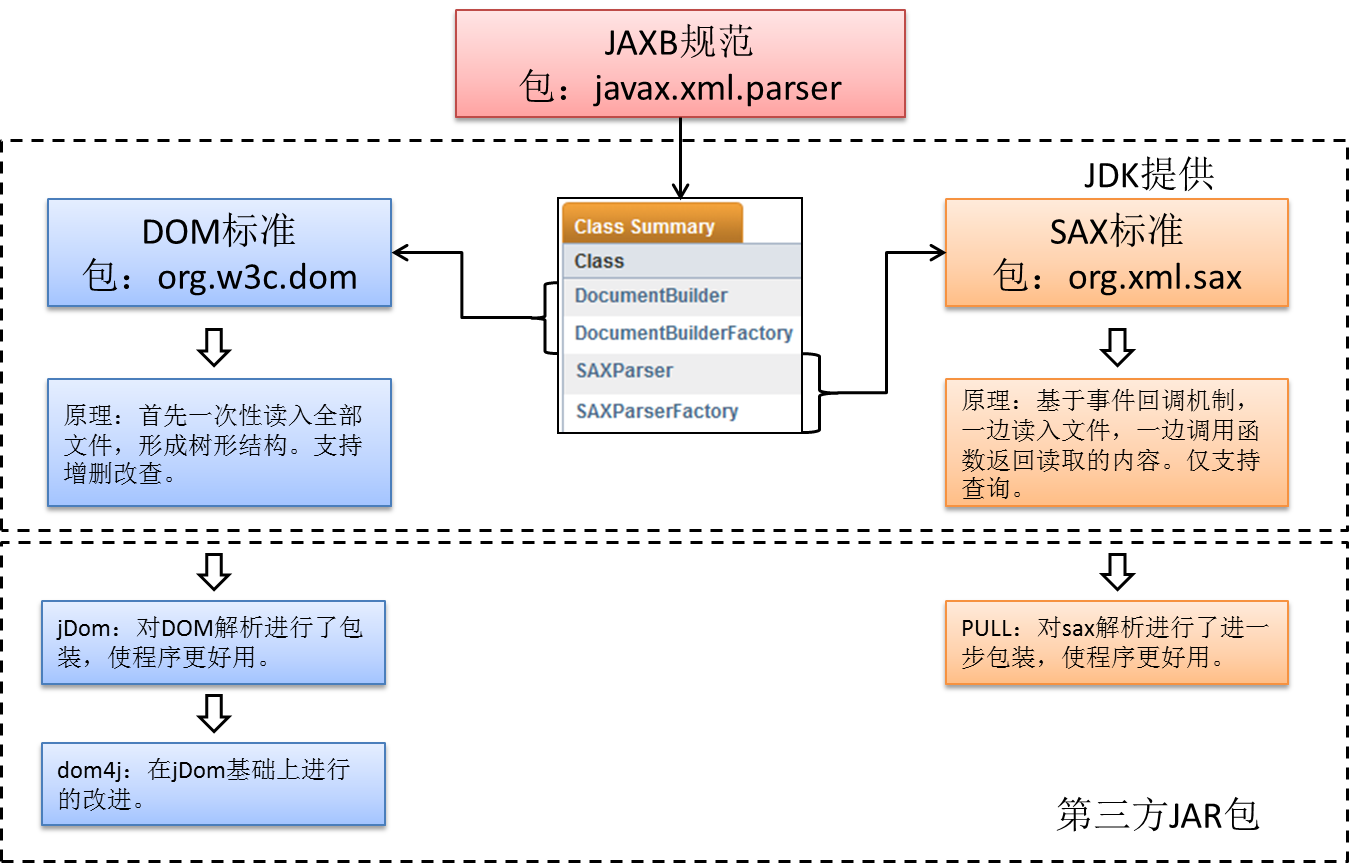 JAXB规范
包：javax.xml.parser
JDK提供
DOM标准
包：org.w3c.dom
Class Summary
Class
DocumentBuilder
DocumentBuilderFactory
SAXParser
SAXParserFactory
SAX标准
包：org.xml.sax
原理：首先一次性读入全部
文件，形成树形结构。支持
增删改查。
原理：基于事件回调机制，
一边读入文件，一边调用函
数返回读取的内容。仅支持
查询。
jDom：对DOM解析进行了包
装，使程序更好用。
PULL：对sax解析进行了进一
步包装，使程序更好用。
dom4j：在jDom基础上进行
的改进。
第三方JAR包